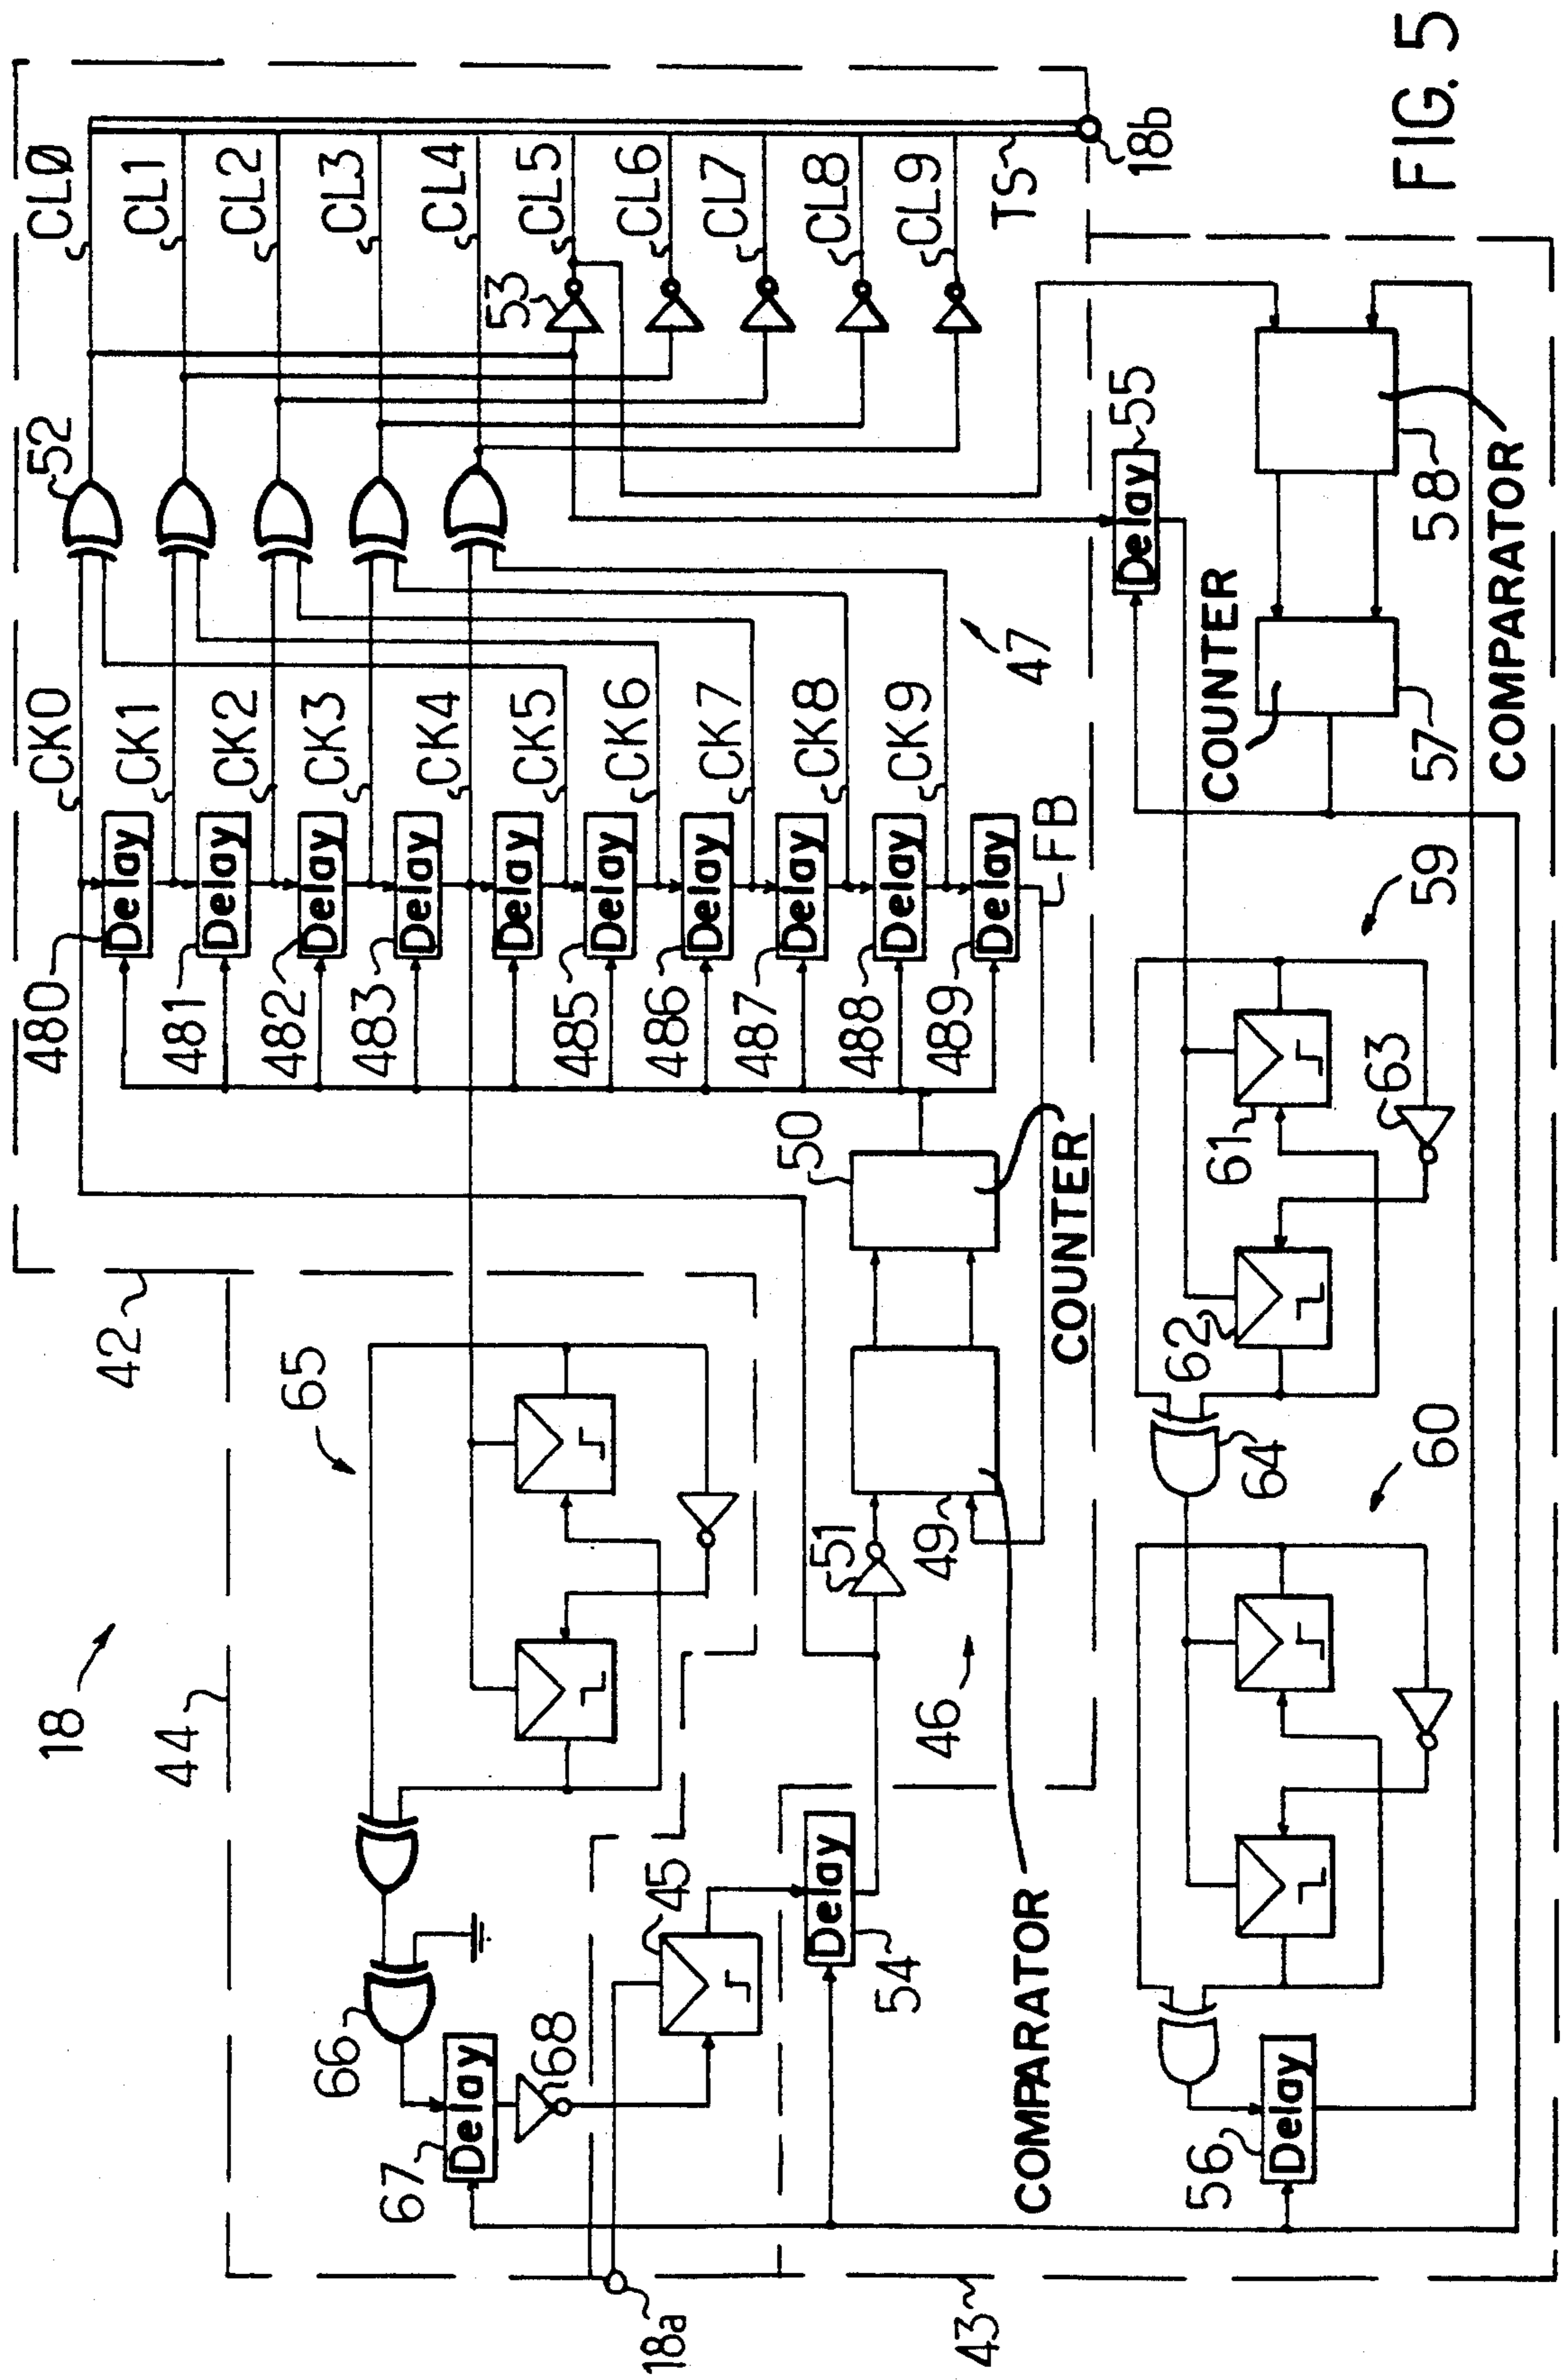 FIG. 5
18
42
44
65
66
67
68
45
18a
43
46
51
49
50
54
480
481
482
483
485
486
487
488
489
Delay
Delay
Delay
Delay
Delay
Delay
Delay
Delay
Delay
Delay
CK0
CK1
CK2
CK3
CK4
CK5
CK6
CK7
CK8
CK9
FB
47
52
53
CLØ
CL1
CL2
CL3
CL4
CL5
CL6
CL7
CL8
CL9
TS
18b
Delay
Delay
COMPARATOR
COUNTER
Delay
55
COUNTER
57
58
COMPARATOR
59
60
61
62
63
64
56
Delay